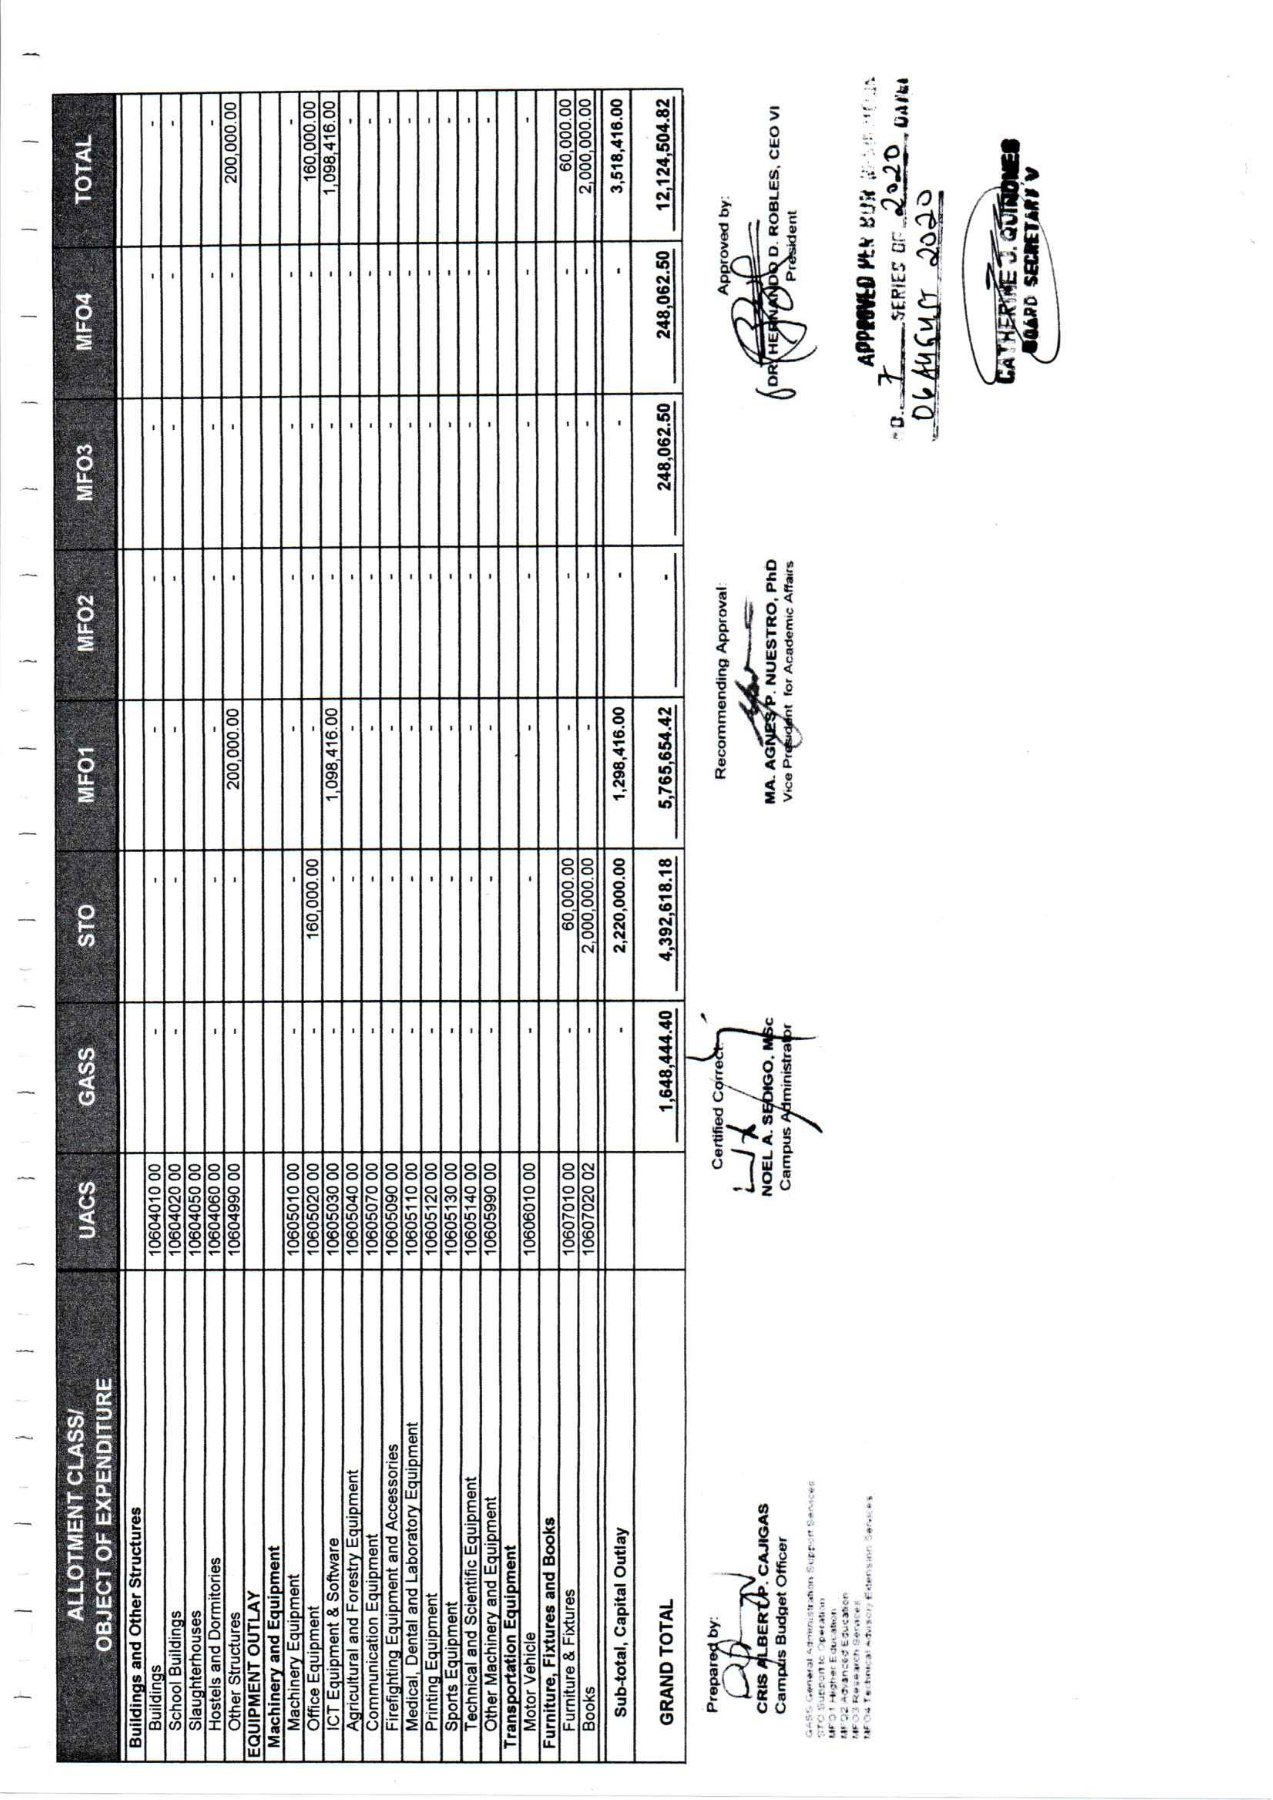 ALLOTMENT CLASS/ OBJECT OF EXPENDITURE UACS GASS STO MFO1 MFO2 MFO3 MFO4 TOTAL
Buildings and Other Structures
Buildings 10604010 00 - - - - - - -
School Buildings 10604020 00 - - - - - - -
Slaughterhouses 10604050 00
Hostels and Dormitories 10604060 00 - - - - - - -
Other Structures 10604990 00 - - 200,000.00 - - - 200,000.00
EQUIPMENT OUTLAY
Machinery and Equipment
Machinery Equipment 10605010 00 - - - - - - -
Office Equipment 10605020 00 - 160,000.00 - - - - 160,000.00
ICT Equipment & Software 10605030 00 - - 1,098,416.00 - - - 1,098,416.00
Agricultural and Forestry Equipment 10605040 00 - - - - - - -
Communication Equipment 10605070 00 - - - - - - -
Firefighting Equipment and Accessories 10605090 00 - - - - - - -
Medical, Dental and Laboratory Equipment 10605110 00 - - - - - - -
Printing Equipment 10605120 00 - - - - - - -
Sports Equipment 10605130 00 - - - - - - -
Technical and Scientific Equipment 10605140 00 - - - - - - -
Other Machinery and Equipment 10605990 00 - - - - - - -
Transportation Equipment
Motor Vehicle 10606010 00 - - - - - - -
Furniture, Fixtures and Books
Furniture & Fixtures 10607010 00 - 60,000.00 - - - - 60,000.00
Books 10607020 02 - 2,000,000.00 - - - - 2,000,000.00
Sub-total, Capital Outlay - 2,220,000.00 1,298,416.00 - - - 3,518,416.00
GRAND TOTAL 1,648,444.40 4,392,618.18 5,765,654.42 - 248,062.50 248,062.50 12,124,504.82
Prepared by:
CRIS ALBERT P. CAJIGAS
Campus Budget Officer
Certified Correct:
NOEL A. SEDIGO, MSc
Campus Administrator
Recommending Approval:
MA. AGNES P. NUESTRO, PhD
Vice President for Academic Affairs
Approved by:
DR. HERNANDO D. ROBLES, CEO VI
President
GASS General Administration Support Services
STO Support to Operation
MFO1 Higher Education
MFO2 Advanced Education
MFO3 Research Services
MFO4 Technical Advisory Extension Services
APPROVED PER BOR
7 SERIES OF 2020 DATED
06 AUGUST 2020
CATHERINE J. QUINONES
BOARD SECRETARY V